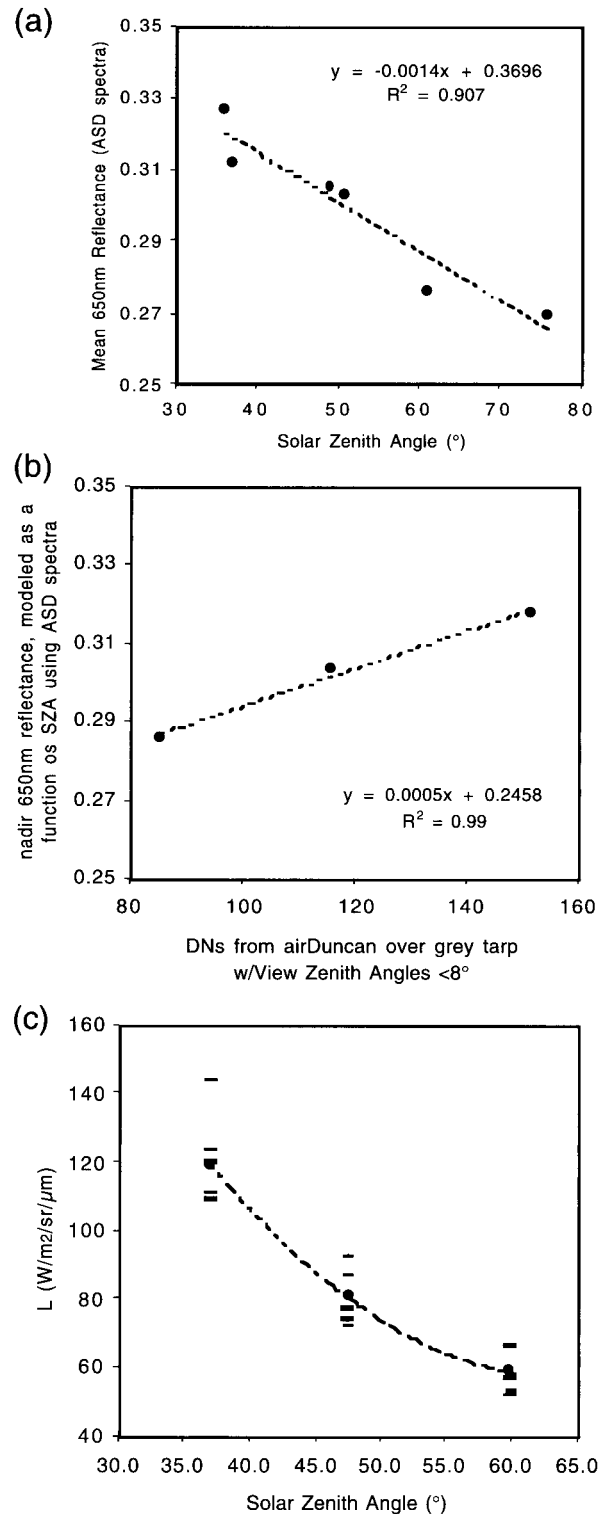 (a)
Mean 650nm Reflectance (ASD spectra)
0.35
0.33
0.31
0.29
0.27
0.25
y = -0.0014x + 0.3696
R² = 0.907
30 40 50 60 70 80
Solar Zenith Angle (°)
(b)
nadir 650nm reflectance, modeled as a
function os SZA using ASD spectra
0.35
0.33
0.31
0.29
0.27
0.25
y = 0.0005x + 0.2458
R² = 0.99
80 100 120 140 160
DNs from airDuncan over grey tarp
w/View Zenith Angles <8°
(c)
L (W/m2/sr/µm)
160
140
120
100
80
60
40
30.0 35.0 40.0 45.0 50.0 55.0 60.0 65.0
Solar Zenith Angle (°)